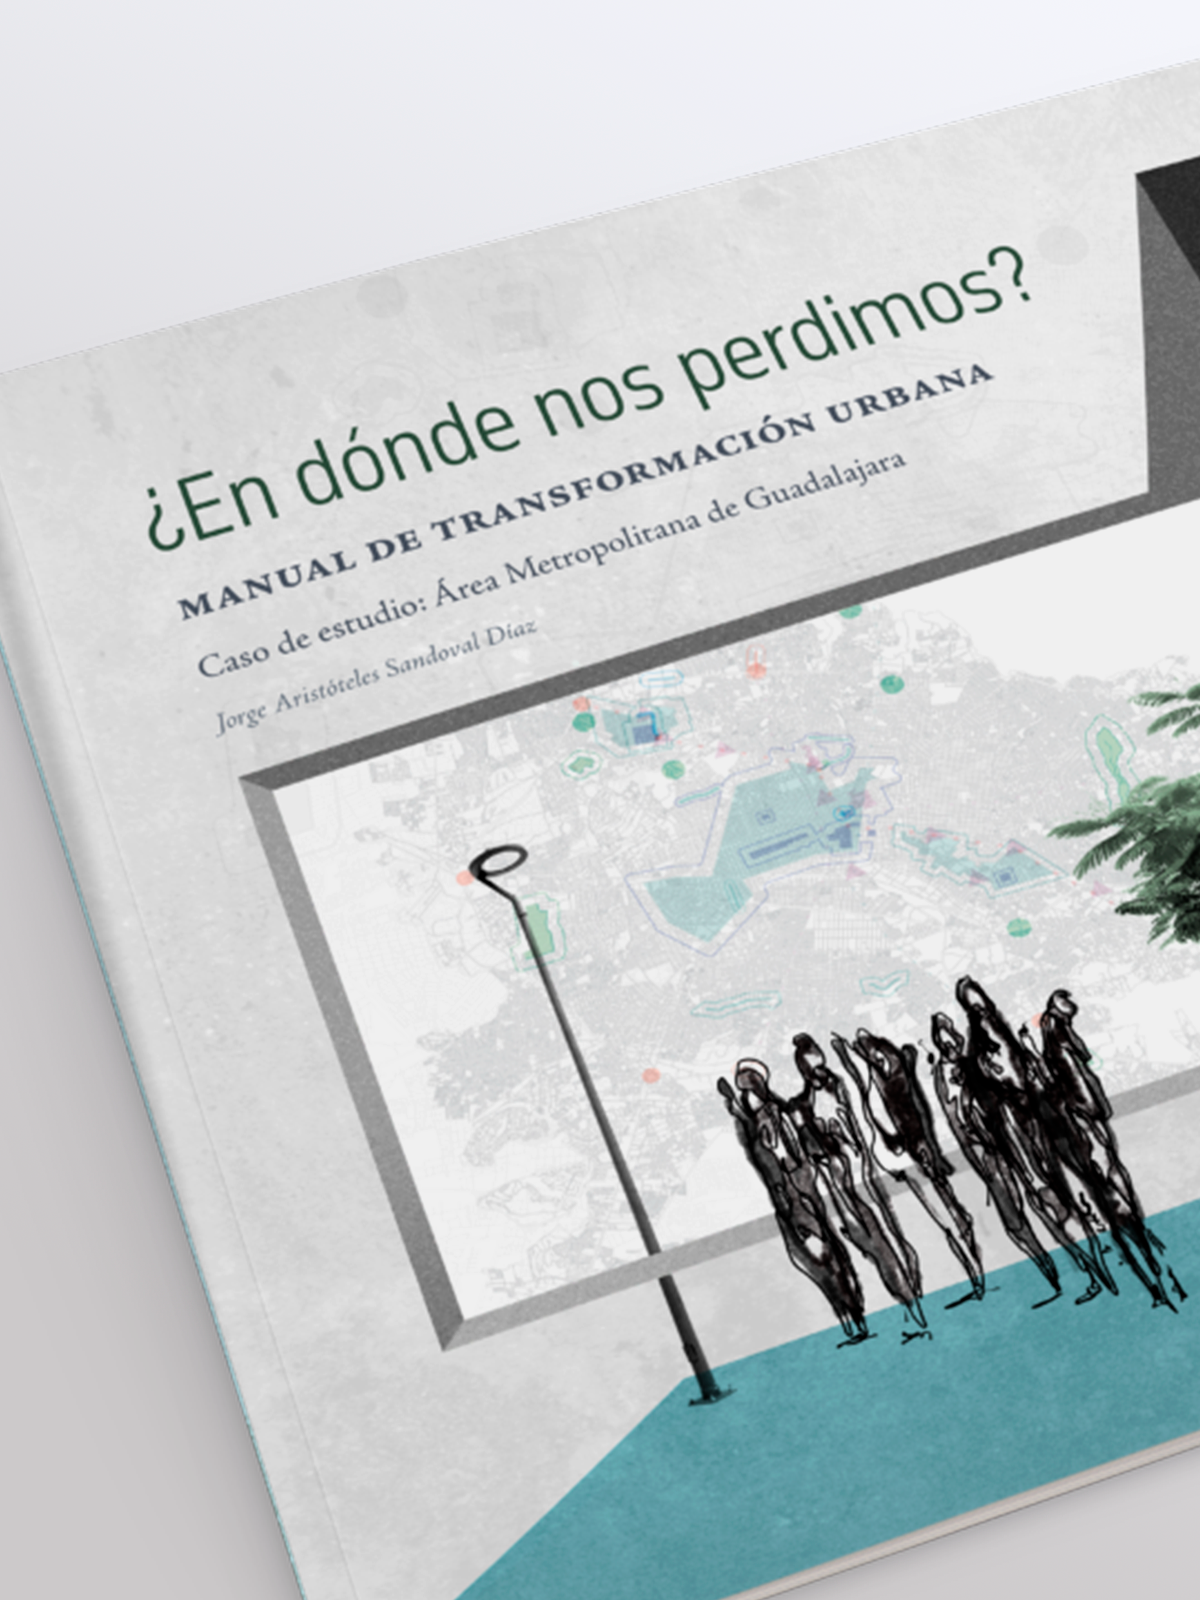 ¿En dónde nos perdimos?
MANUAL DE TRANSFORMACIÓN URBANA
Caso de estudio: Área Metropolitana de Guadalajara
Jorge Aristóteles Sandoval Díaz